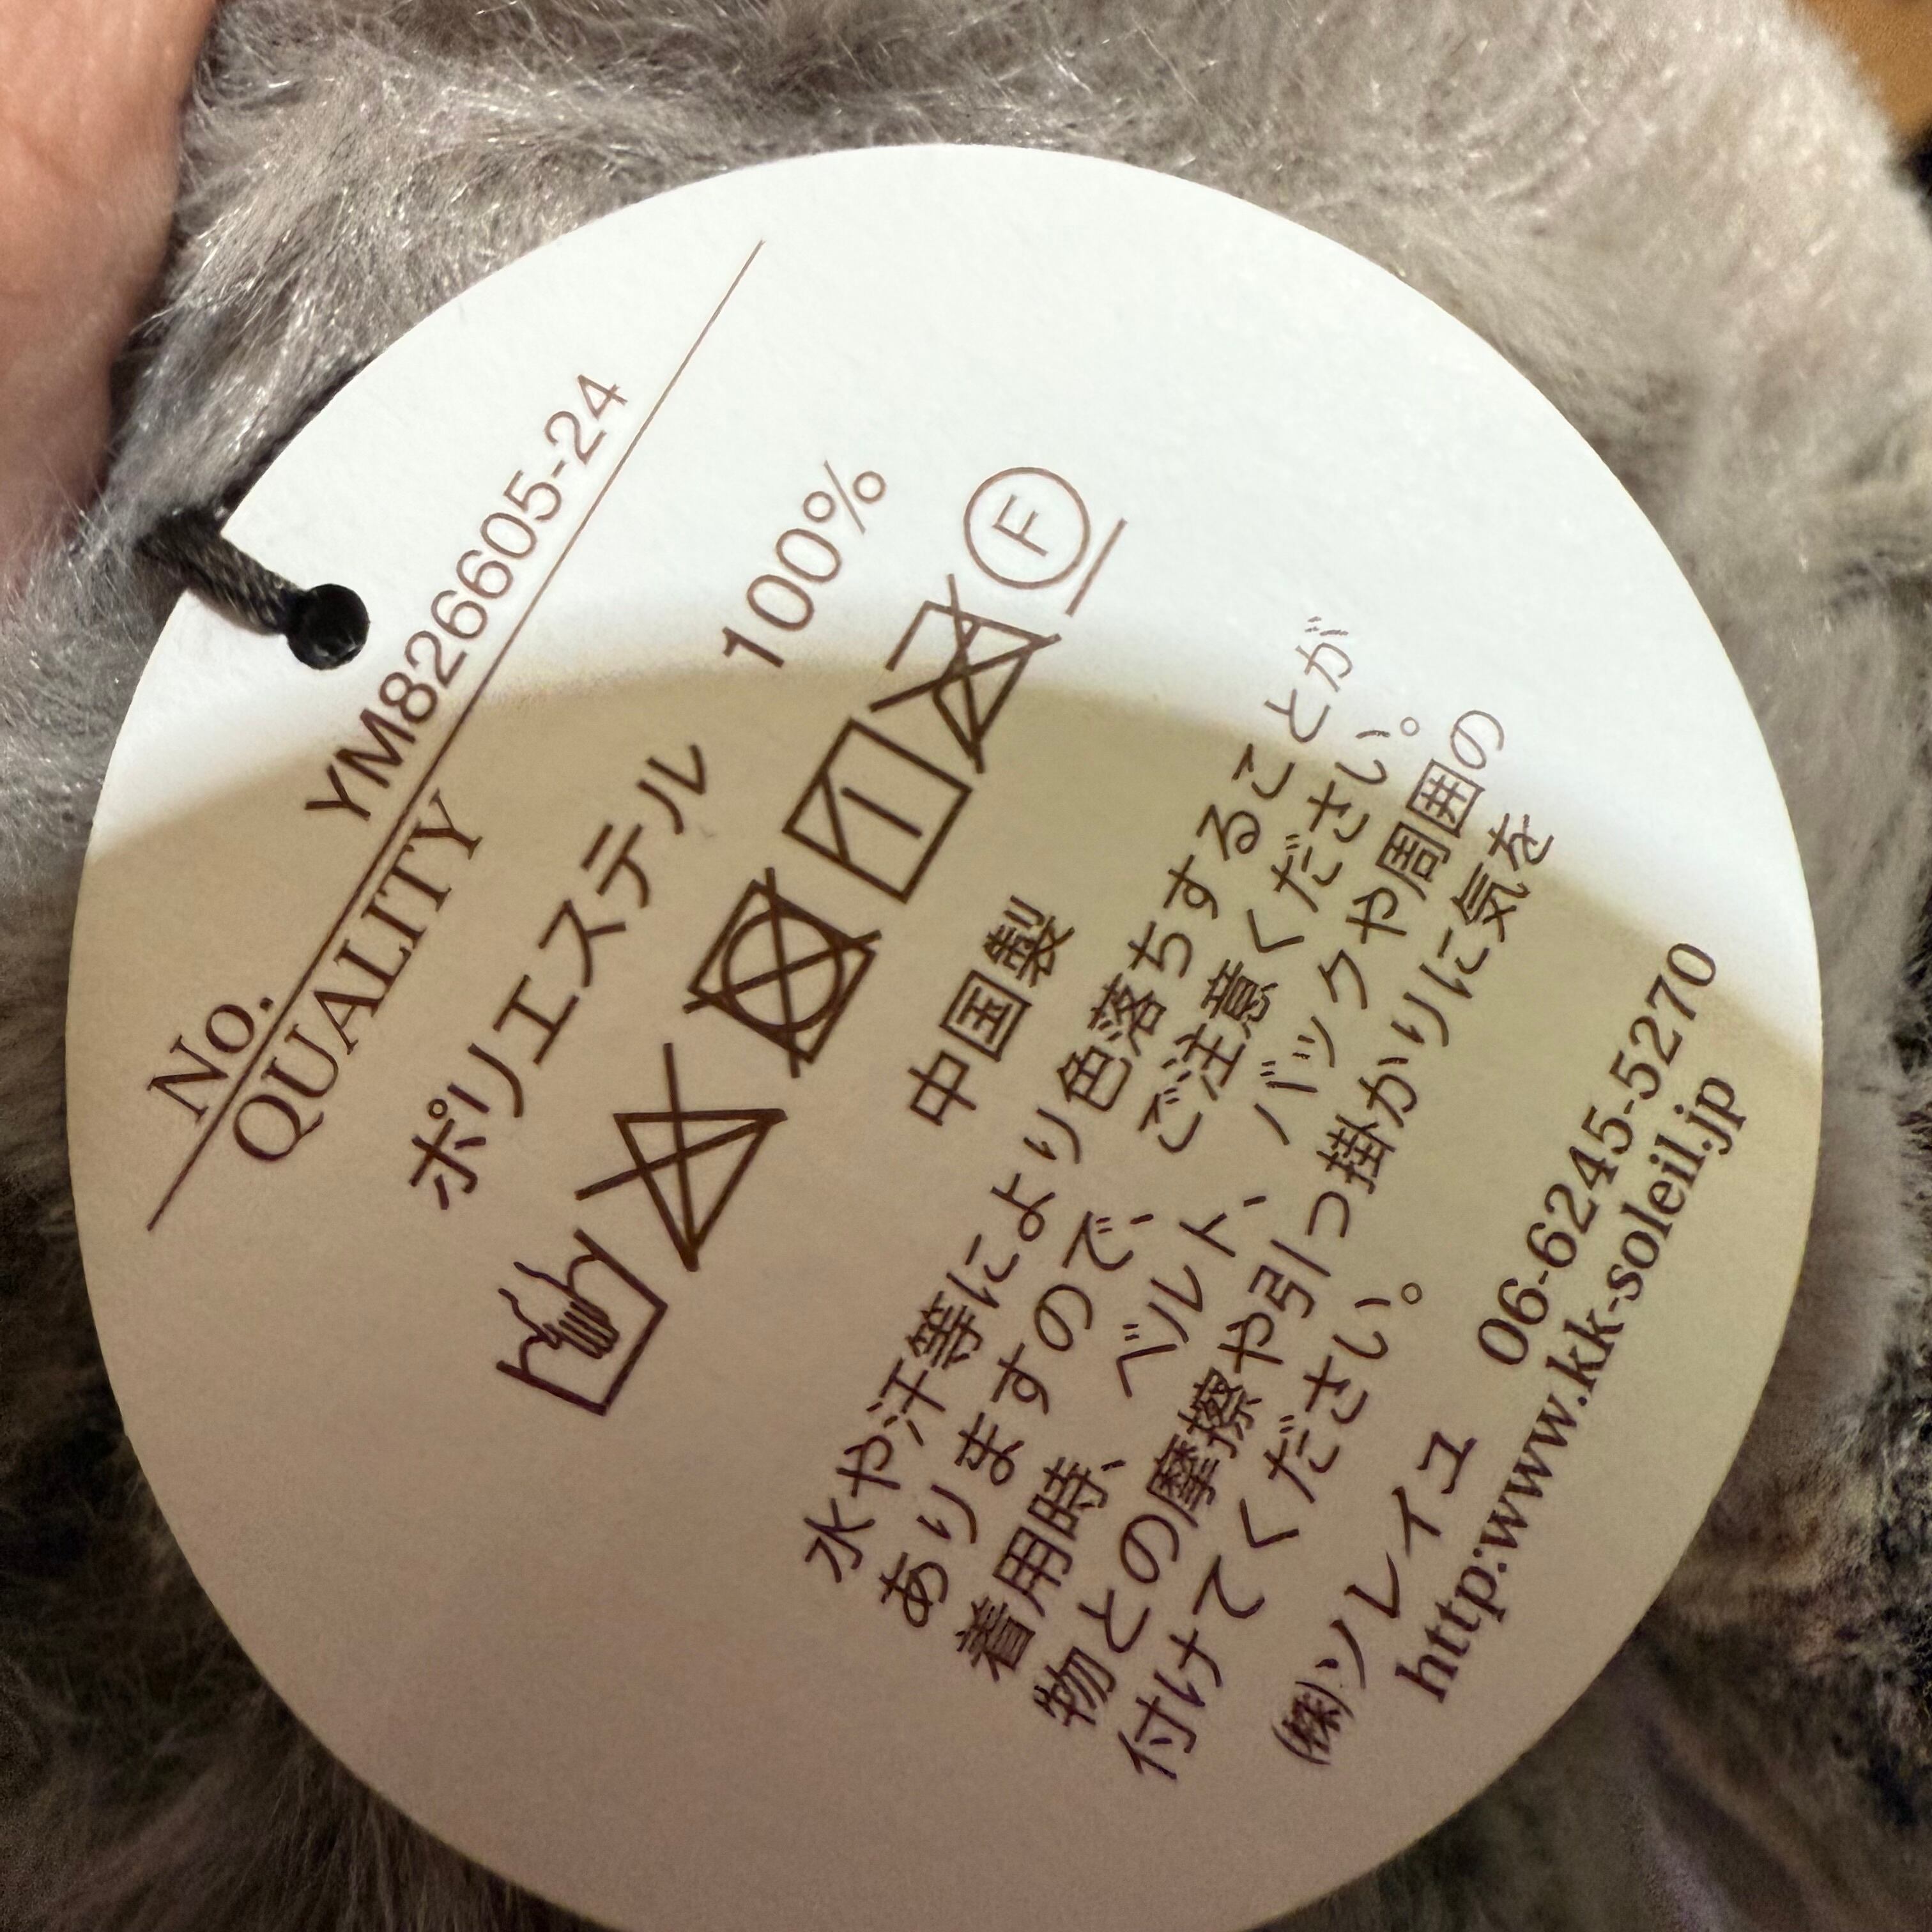 No. YM826605-24
QUALITY
ポリエステル 100%
F
中国製
水や汗等により色落ちすることが
ありますので、ご注意ください。
着用時、ベルト、バックや周囲の
物との摩擦や引っ掛かりに気を
付けてください。
㈱ソレイユ 06-6245-5270
http:www.kk-soleil.jp